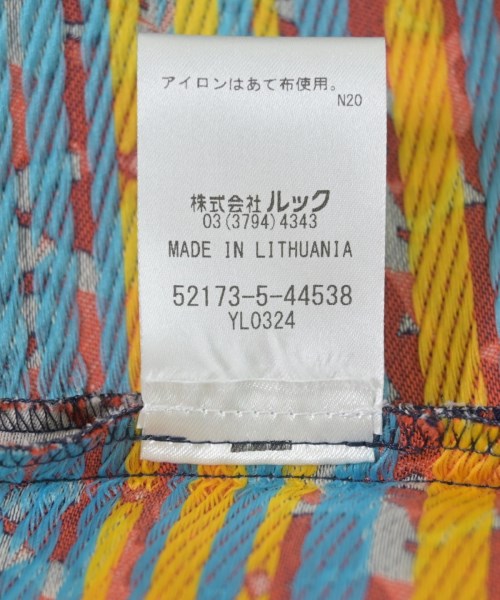 アイロンはあて布使用。
N20
株式会社ルック
03(3794)4343
MADE IN LITHUANIA
52173-5-44538
YL0324